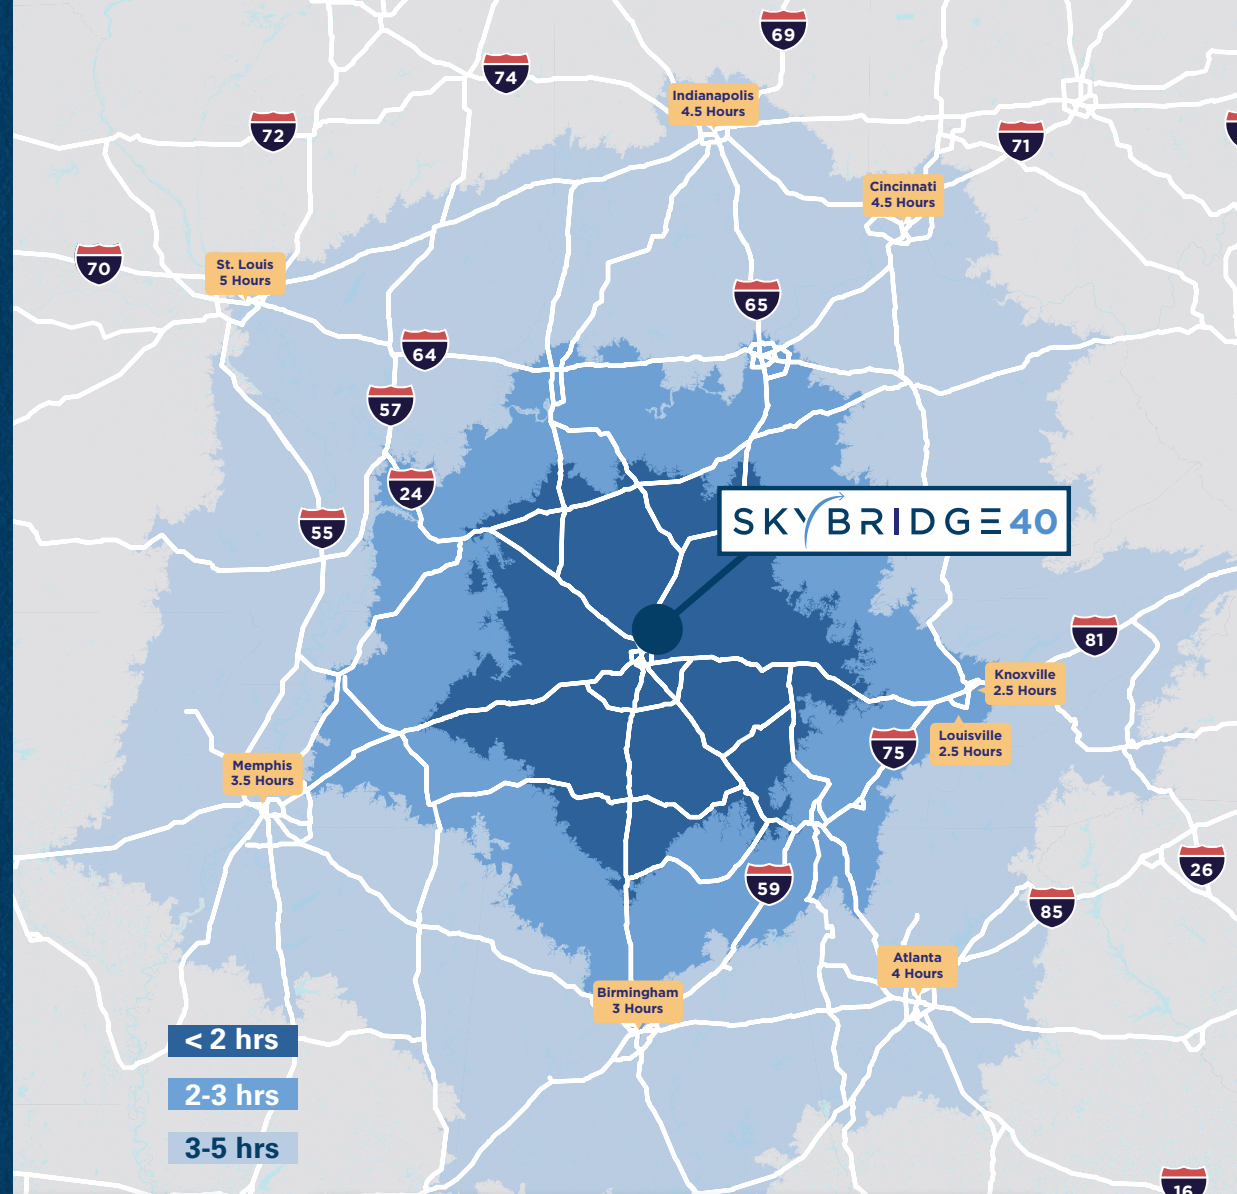 69
74
Indianapolis
4.5 Hours
72
71
Cincinnati
4.5 Hours
St. Louis
5 Hours
70
65
64
57
24
55
SKYBRIDGE40
81
Knoxville
2.5 Hours
Louisville
2.5 Hours
75
Memphis
3.5 Hours
26
59
85
Atlanta
4 Hours
Birmingham
3 Hours
< 2 hrs
2-3 hrs
3-5 hrs
16